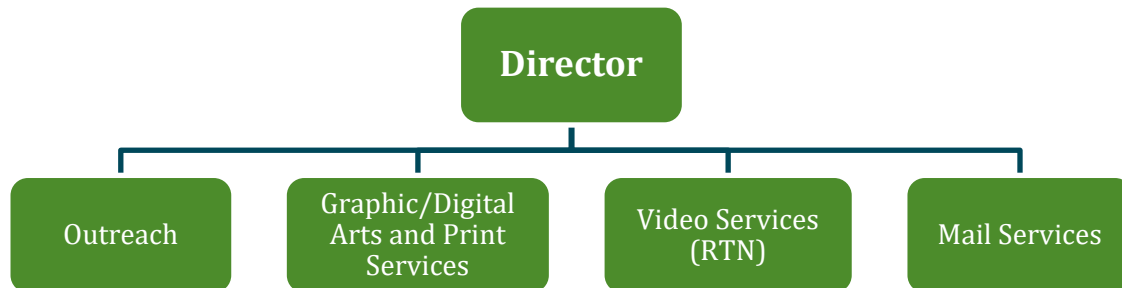 Director
Outreach
Graphic/Digital
Arts and Print
Services
Video Services
(RTN)
Mail Services